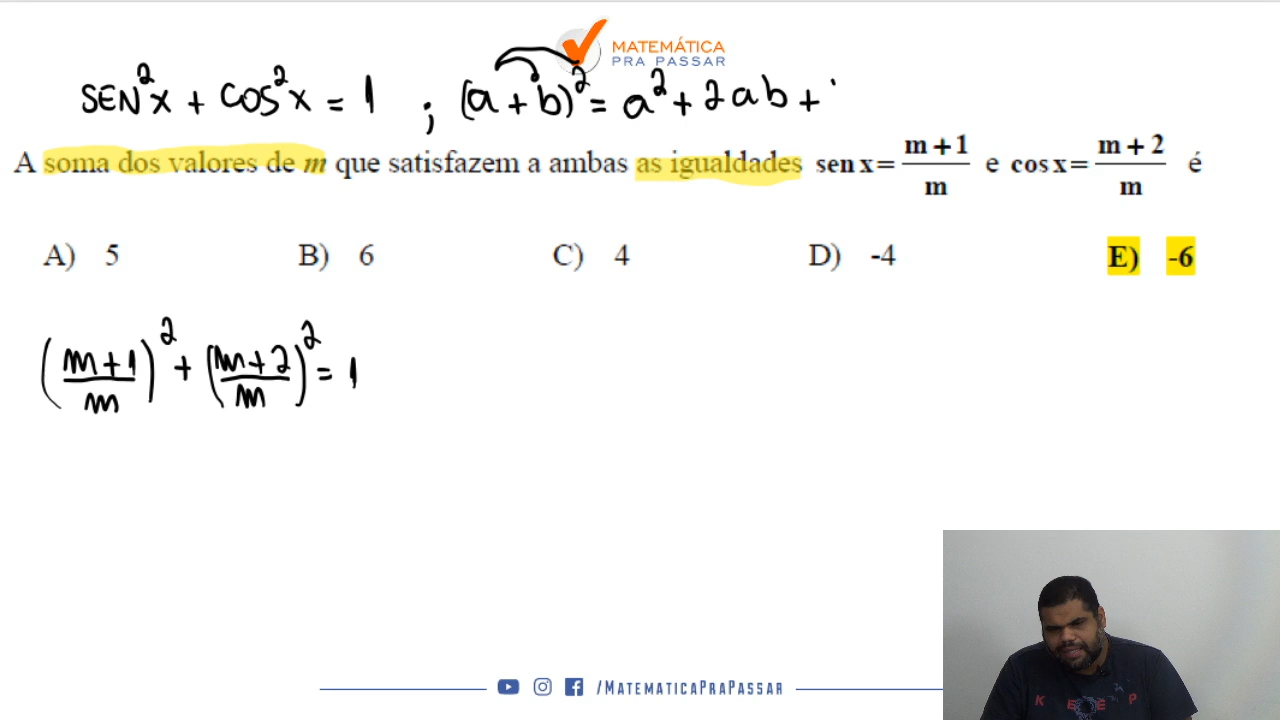 MATEMÁTICA
PRA PASSAR
SEN²x + COS²x = 1 ; (a + b)² = a² + 2ab +
A soma dos valores de m que satisfazem a ambas as igualdades sen x = (m+1)/m e cos x = (m+2)/m é
A) 5 B) 6 C) 4 D) -4 E) -6
((m+1)/m)² + ((m+2)/m)² = 1
K E E P
/MATEMATICAPRAPASSAR